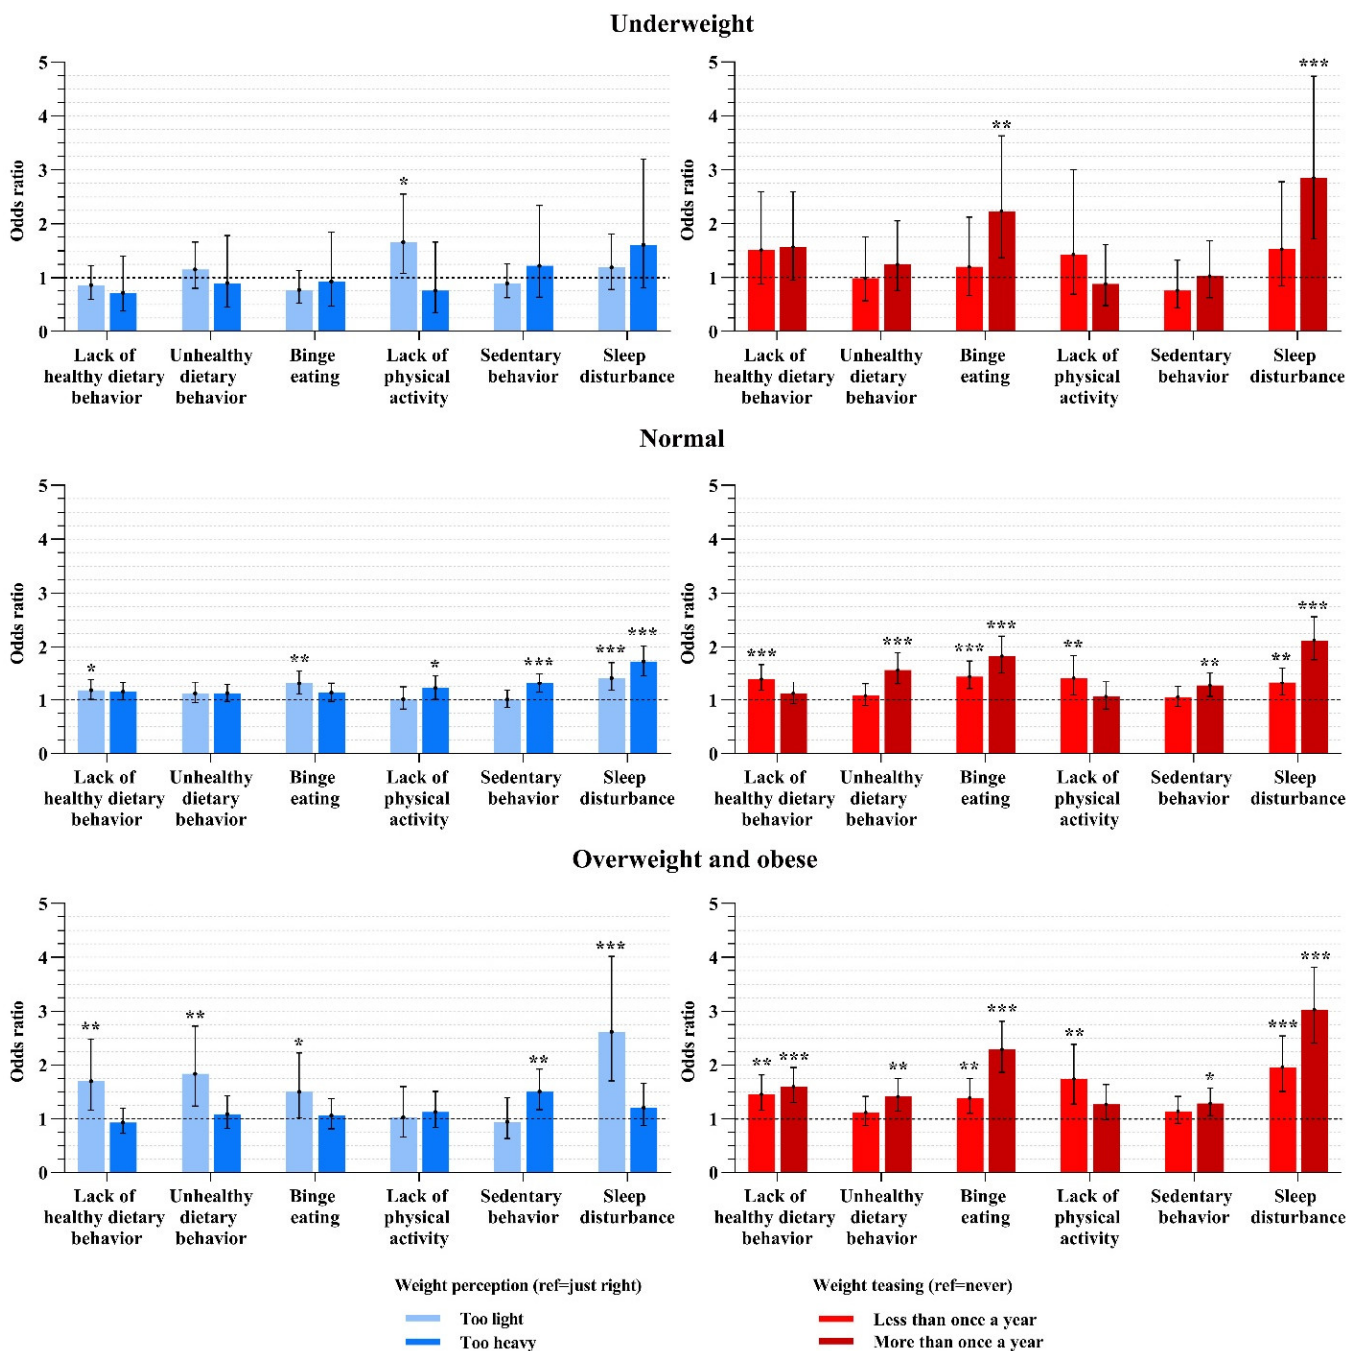 Underweight
Odds ratio
5
4
3
2
1
0
*
Lack of
healthy dietary
behavior
Unhealthy
dietary
behavior
Binge
eating
Lack of
physical
activity
Sedentary
behavior
Sleep
disturbance
Odds ratio
5
4
3
2
1
0
**
***
Lack of
healthy dietary
behavior
Unhealthy
dietary
behavior
Binge
eating
Lack of
physical
activity
Sedentary
behavior
Sleep
disturbance
Normal
Odds ratio
5
4
3
2
1
0
*
**
*
***
***
***
Lack of
healthy dietary
behavior
Unhealthy
dietary
behavior
Binge
eating
Lack of
physical
activity
Sedentary
behavior
Sleep
disturbance
Odds ratio
5
4
3
2
1
0
***
***
***
***
**
**
**
***
Lack of
healthy dietary
behavior
Unhealthy
dietary
behavior
Binge
eating
Lack of
physical
activity
Sedentary
behavior
Sleep
disturbance
Overweight and obese
Odds ratio
5
4
3
2
1
0
**
**
*
**
***
Lack of
healthy dietary
behavior
Unhealthy
dietary
behavior
Binge
eating
Lack of
physical
activity
Sedentary
behavior
Sleep
disturbance
Odds ratio
5
4
3
2
1
0
**
***
**
**
***
**
*
***
***
Lack of
healthy dietary
behavior
Unhealthy
dietary
behavior
Binge
eating
Lack of
physical
activity
Sedentary
behavior
Sleep
disturbance
Weight perception (ref=just right)
Too light
Too heavy
Weight teasing (ref=never)
Less than once a year
More than once a year